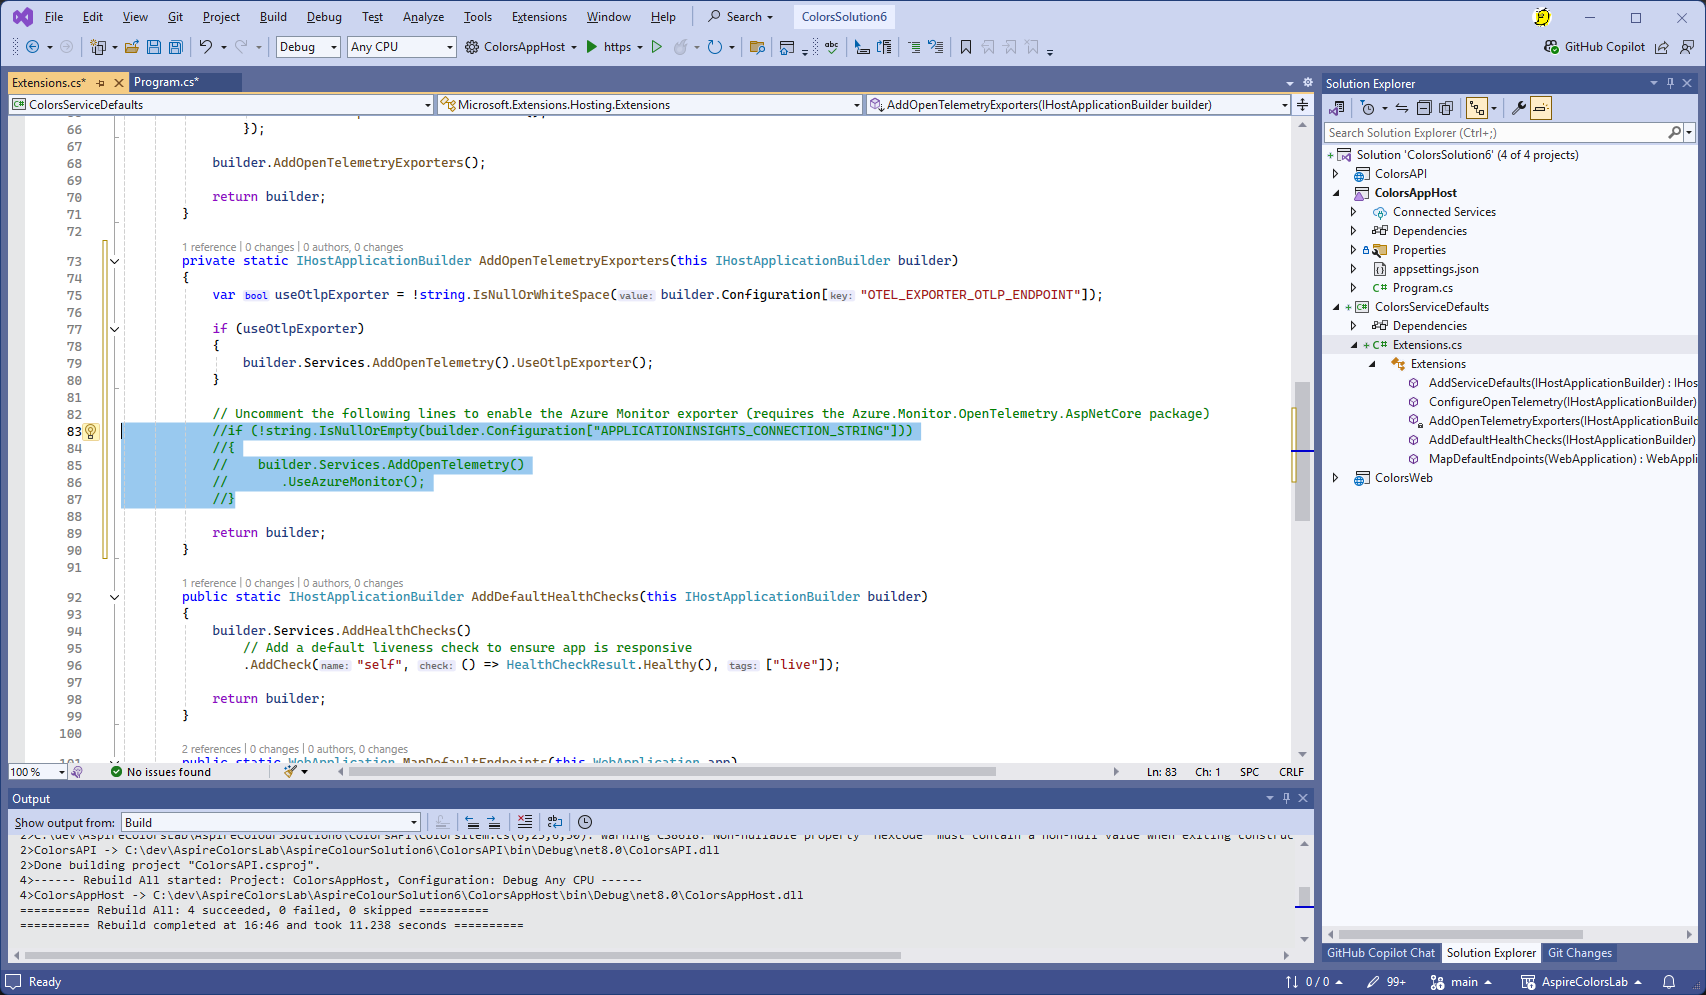 File Edit View Git Project Build Debug Test Analyze Tools Extensions Window Help Search ColorsSolution6
Debug Any CPU ColorsAppHost https GitHub Copilot
Extensions.cs* Program.cs*
ColorsServiceDefaults Microsoft.Extensions.Hosting.Extensions AddOpenTelemetryExporters(IHostApplicationBuilder builder)
66 });
67
68 builder.AddOpenTelemetryExporters();
69
70 return builder;
71 }
72
1 reference | 0 changes | 0 authors, 0 changes
73 private static IHostApplicationBuilder AddOpenTelemetryExporters(this IHostApplicationBuilder builder)
74 {
75 var bool useOtlpExporter = !string.IsNullOrWhiteSpace(value: builder.Configuration[key: "OTEL_EXPORTER_OTLP_ENDPOINT"]);
76
77 if (useOtlpExporter)
78 {
79 builder.Services.AddOpenTelemetry().UseOtlpExporter();
80 }
81
82 // Uncomment the following lines to enable the Azure Monitor exporter (requires the Azure.Monitor.OpenTelemetry.AspNetCore package)
83 //if (!string.IsNullOrEmpty(builder.Configuration["APPLICATIONINSIGHTS_CONNECTION_STRING"]))
84 //{
85 // builder.Services.AddOpenTelemetry()
86 // .UseAzureMonitor();
87 //}
88
89 return builder;
90 }
91
1 reference | 0 changes | 0 authors, 0 changes
92 public static IHostApplicationBuilder AddDefaultHealthChecks(this IHostApplicationBuilder builder)
93 {
94 builder.Services.AddHealthChecks()
95 // Add a default liveness check to ensure app is responsive
96 .AddCheck(name: "self", check: () => HealthCheckResult.Healthy(), tags: ["live"]);
97
98 return builder;
99 }
100
2 references | 0 changes | 0 authors, 0 changes
101 public static WebApplication MapDefaultEndpoints(this WebApplication app)
100 % No issues found Ln: 83 Ch: 1 SPC CRLF
Output
Show output from: Build
2>C:\dev\AspireColorsLab\AspireColourSolution6\ColorsAPI\ColorsItem.cs(6,23,6,30): warning CS8618: Non-nullable property 'HexCode' must contain a non-null value when exiting construc
2>ColorsAPI -> C:\dev\AspireColorsLab\AspireColourSolution6\ColorsAPI\bin\Debug\net8.0\ColorsAPI.dll
2>Done building project "ColorsAPI.csproj".
4>------ Rebuild All started: Project: ColorsAppHost, Configuration: Debug Any CPU ------
4>ColorsAppHost -> C:\dev\AspireColorsLab\AspireColourSolution6\ColorsAppHost\bin\Debug\net8.0\ColorsAppHost.dll
========== Rebuild All: 4 succeeded, 0 failed, 0 skipped ==========
========== Rebuild completed at 16:46 and took 11.238 seconds ==========
Solution Explorer
Search Solution Explorer (Ctrl+;)
Solution 'ColorsSolution6' (4 of 4 projects)
ColorsAPI
ColorsAppHost
Connected Services
Dependencies
Properties
appsettings.json
C# Program.cs
C# ColorsServiceDefaults
Dependencies
C# Extensions.cs
Extensions
AddServiceDefaults(IHostApplicationBuilder) : IHos
ConfigureOpenTelemetry(IHostApplicationBuilder)
AddOpenTelemetryExporters(IHostApplicationBuild
AddDefaultHealthChecks(IHostApplicationBuilder)
MapDefaultEndpoints(WebApplication) : WebAppli
ColorsWeb
GitHub Copilot Chat Solution Explorer Git Changes
Ready 0 / 0 99+ main AspireColorsLab